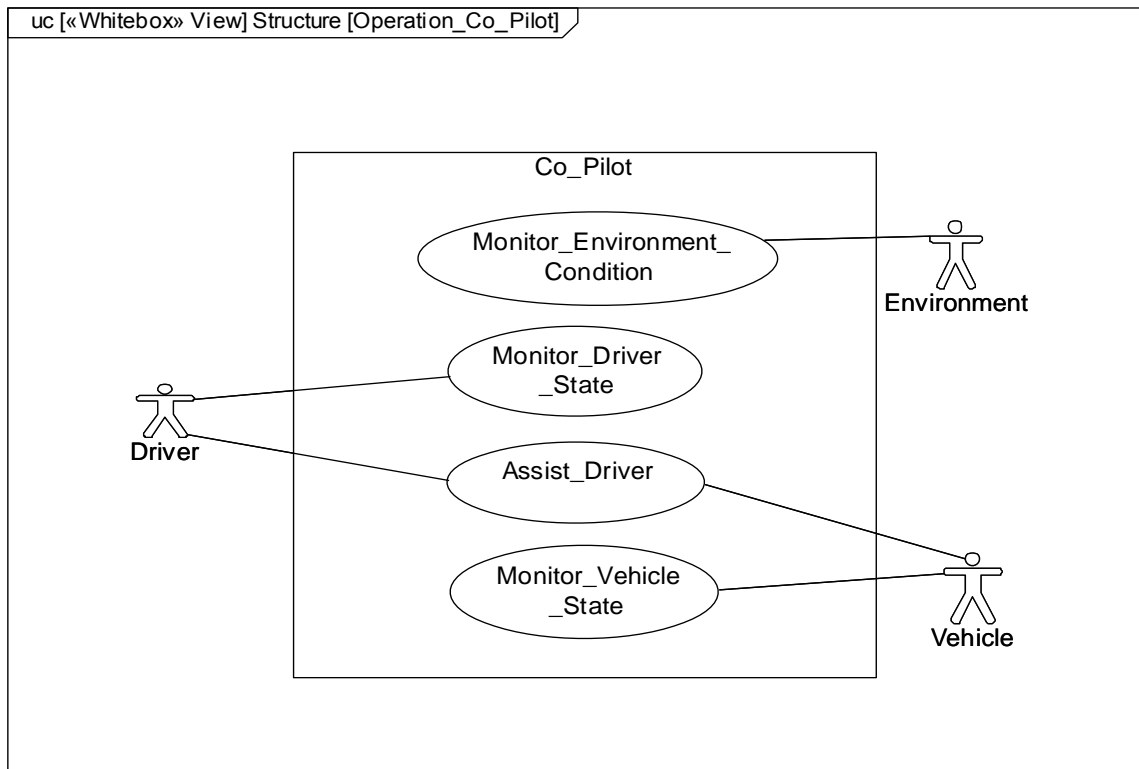 uc [«Whitebox» View] Structure [Operation_Co_Pilot]
Co_Pilot
Monitor_Environment_
Condition
Environment
Monitor_Driver
_State
Driver
Assist_Driver
Monitor_Vehicle
_State
Vehicle